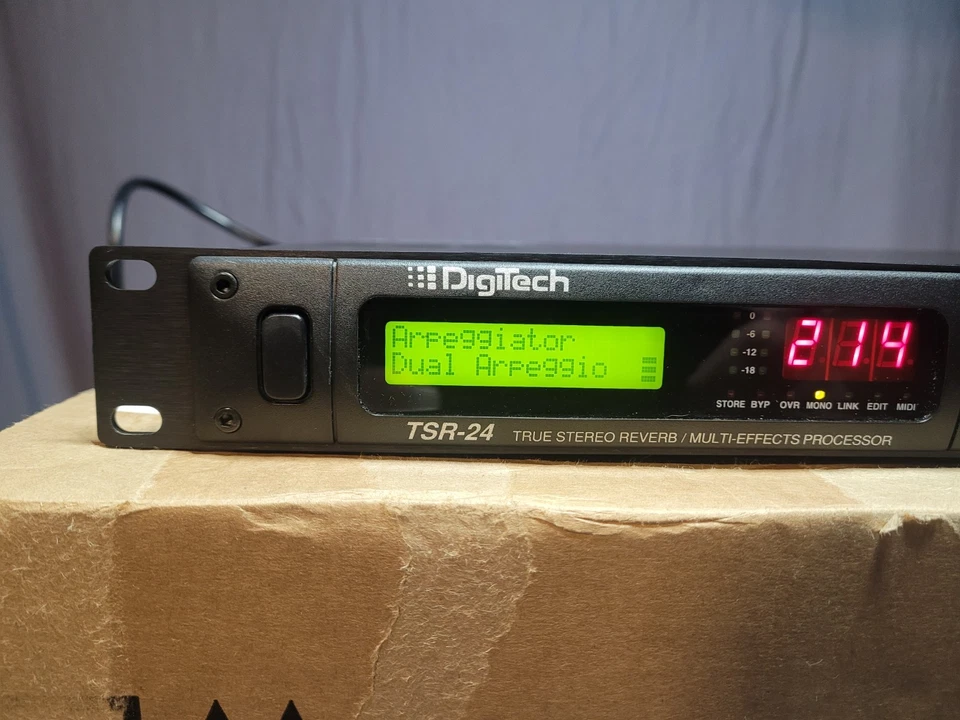 DigiTech
Arpeggiator
Dual Arpeggio
0
-6
-12
-18
214
STORE BYP OVR MONO LINK EDIT MIDI
TSR-24 TRUE STEREO REVERB / MULTI-EFFECTS PROCESSOR